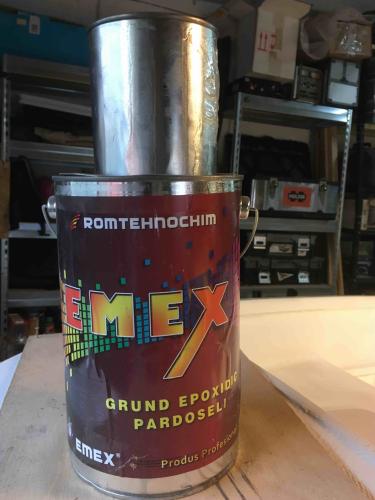 ROMTEHNOCHIM
EMEX
GRUND EPOXIDIC
PARDOSELI
EMEX®
Produs Profesional